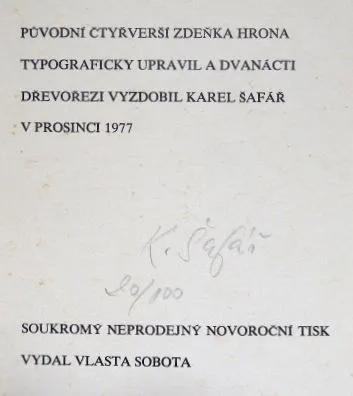 PŮVODNÍ ČTYŘVERŠÍ ZDEŇKA HRONA
TYPOGRAFICKY UPRAVIL A DVANÁCTI
DŘEVOŘEZI VYZDOBIL KAREL ŠAFÁŘ
V PROSINCI 1977
K. Šafář
20/100
SOUKROMÝ NEPRODEJNÝ NOVOROČNÍ TISK
VYDAL VLASTA SOBOTA